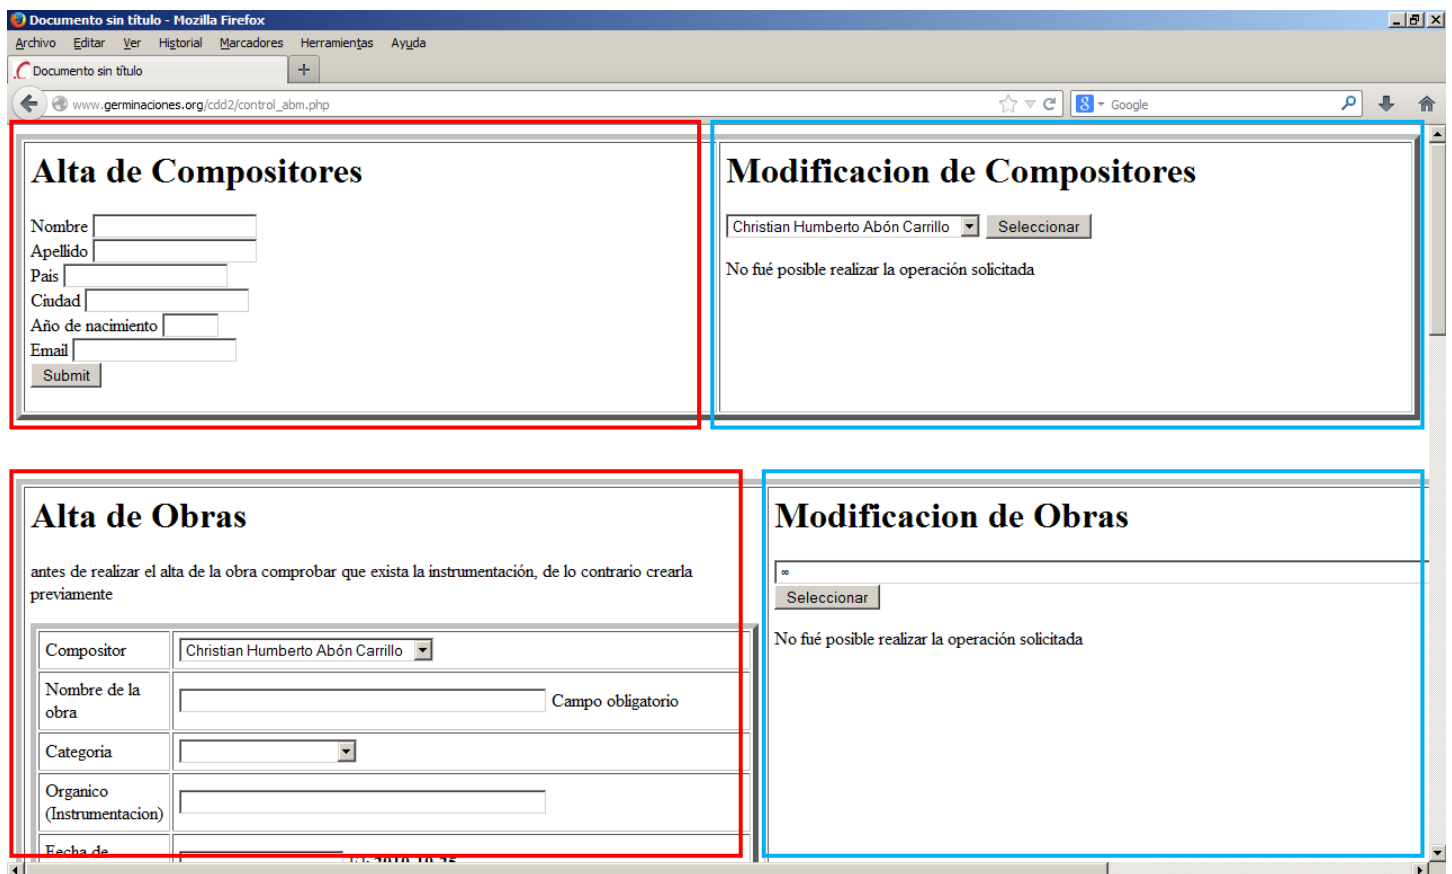 Documento sin título - Mozilla Firefox
Archivo Editar Ver Historial Marcadores Herramientas Ayuda
Documento sin título +
www.germinaciones.org/cdd2/control_abm.php
8 Google
Alta de Compositores
Nombre
Apellido
Pais
Ciudad
Año de nacimiento
Email
Submit
Modificacion de Compositores
Christian Humberto Abón Carrillo Seleccionar
No fué posible realizar la operación solicitada
Alta de Obras
antes de realizar el alta de la obra comprobar que exista la instrumentación, de lo contrario crearla
previamente
Compositor Christian Humberto Abón Carrillo
Nombre de la
obra
Campo obligatorio
Categoria
Organico
(Instrumentacion)
Fecha de
Modificacion de Obras
∞
Seleccionar
No fué posible realizar la operación solicitada